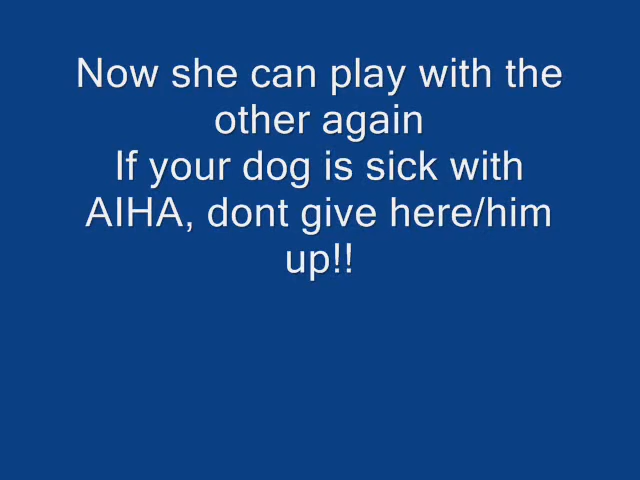 Now she can play with the
other again
If your dog is sick with
AIHA, dont give here/him
up!!